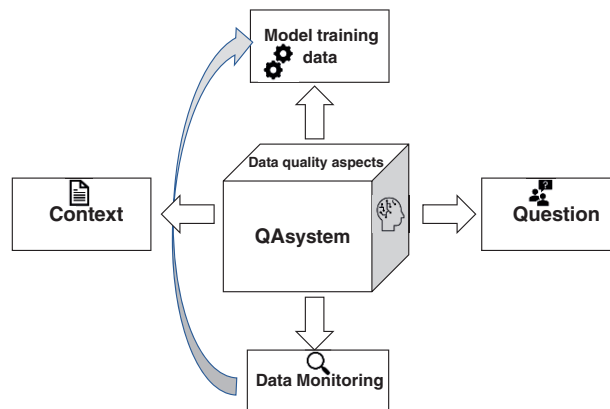 Model training
data
Data quality aspects
Context
QAsystem
?
Question
Data Monitoring